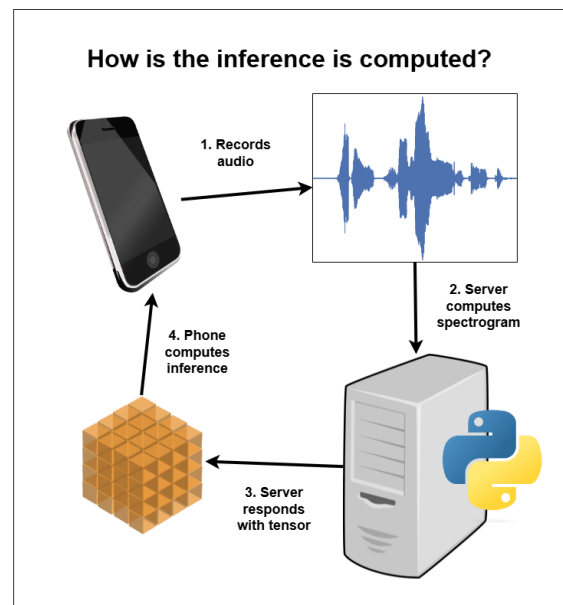 How is the inference is computed?
1. Records
audio
2. Server
computes
spectrogram
3. Server
responds
with tensor
4. Phone
computes
inference